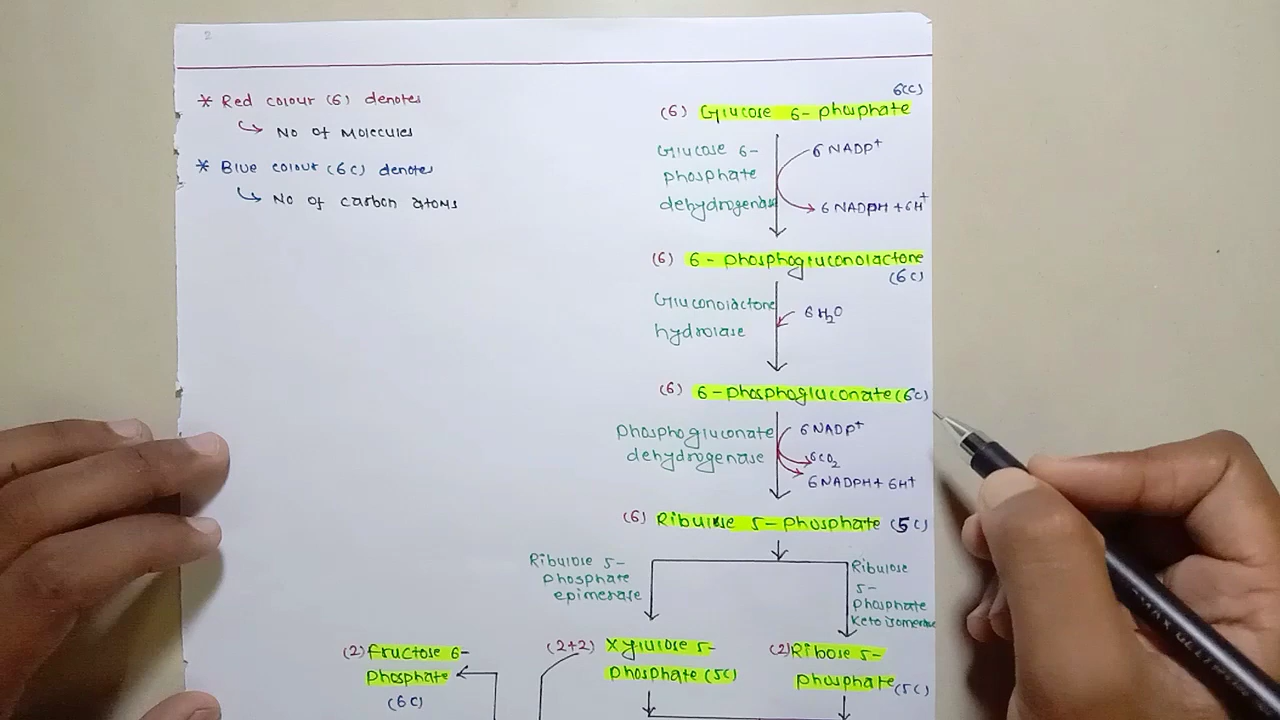 2
* Red colour (6) denotes
↳ No of Molecules
* Blue colour (6c) denotes
↳ No of carbon atoms
6(c)
(6) Glucose 6- phosphate
Glucose 6-
phosphate
dehydrogenase
6 NADP+
6 NADPH + 6H+
(6) 6- phosphogluconolactone
(6c)
Gluconolactone
hydrolase
6 H2O
(6) 6-phosphogluconate (6c)
phosphogluconate
dehydrogenase
6 NADP+
6CO2
6 NADPH + 6H+
(6) Ribulose 5-phosphate (5c)
Ribulose 5-
phosphate
epimerase
Ribulose
5-
phosphate
ketoisomerase
(2) fructose 6-
phosphate
(6c)
(2+2) Xylulose 5-
phosphate (5c)
(2) Ribose 5-
phosphate (5c)